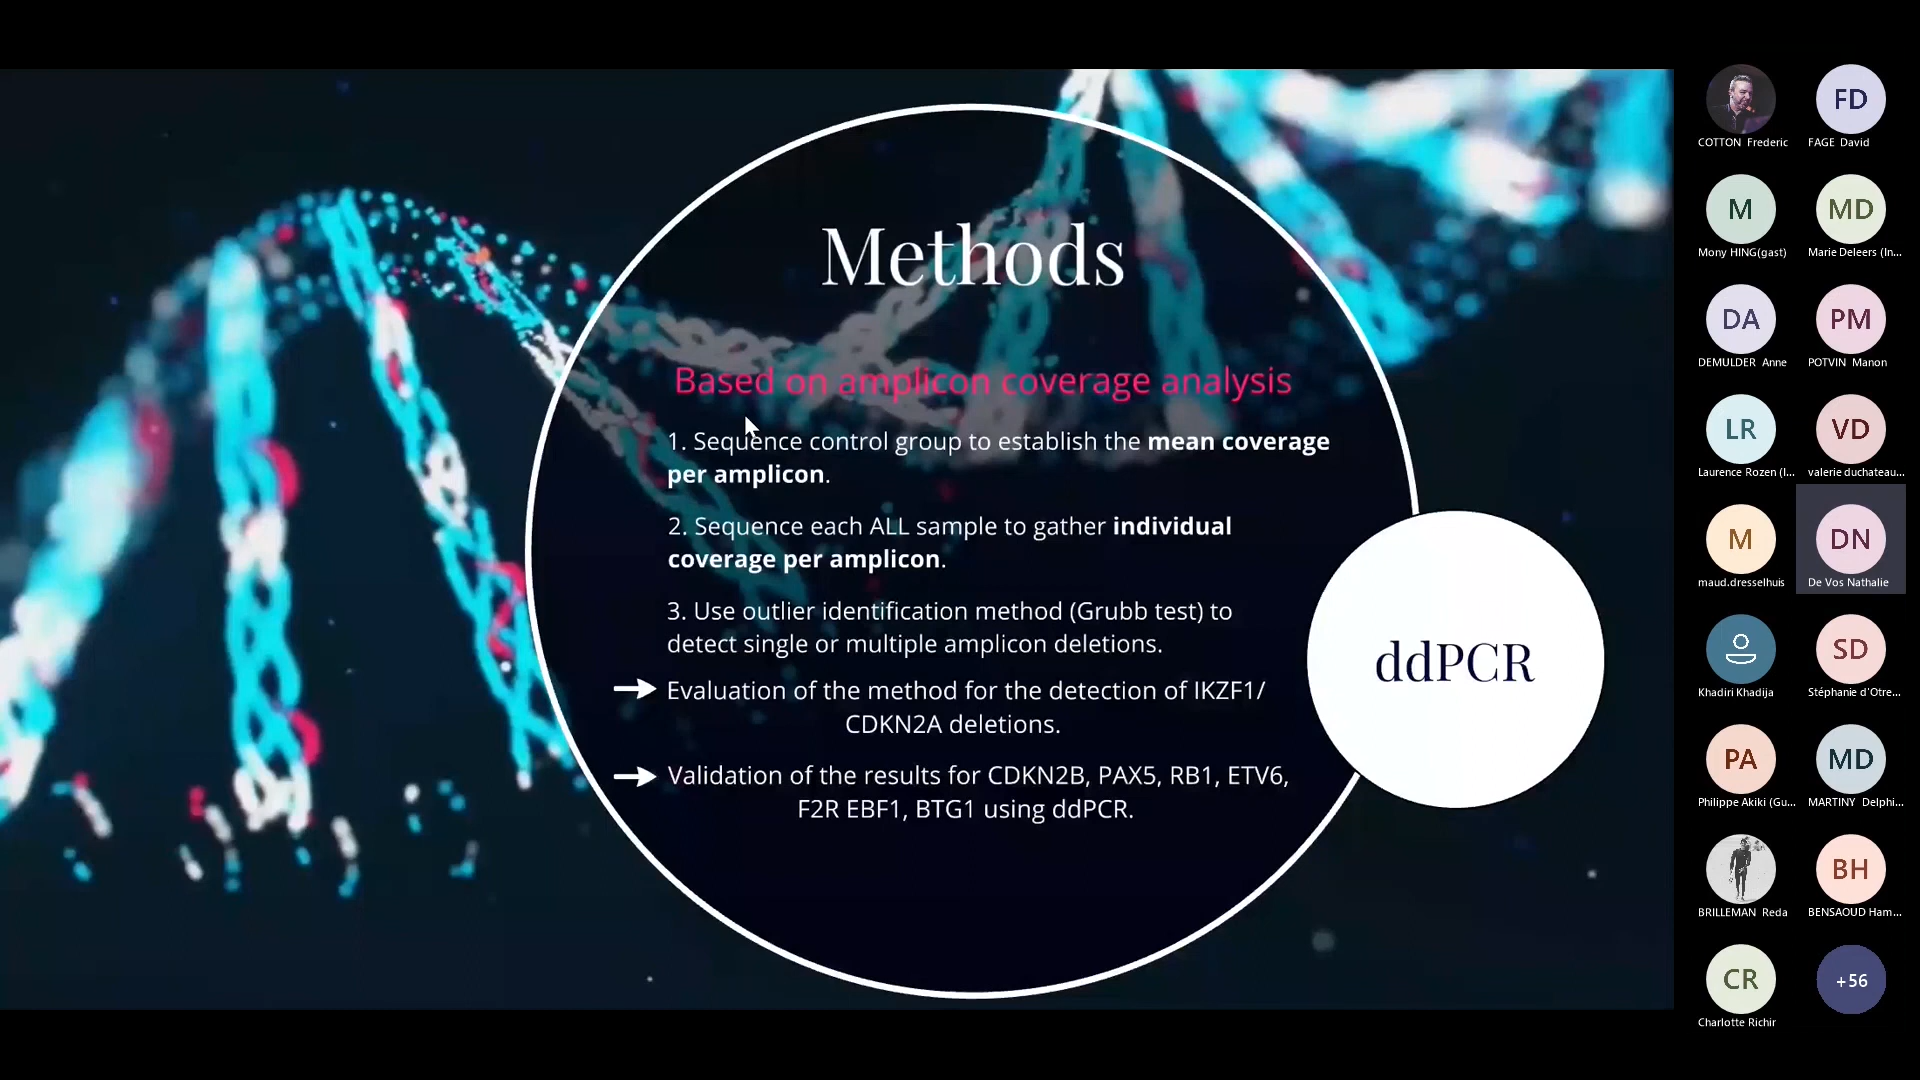 Methods
Based on amplicon coverage analysis
1. Sequence control group to establish the mean coverage
per amplicon.
2. Sequence each ALL sample to gather individual
coverage per amplicon.
3. Use outlier identification method (Grubb test) to
detect single or multiple amplicon deletions.
Evaluation of the method for the detection of IKZF1/
CDKN2A deletions.
Validation of the results for CDKN2B, PAX5, RB1, ETV6,
F2R EBF1, BTG1 using ddPCR.
ddPCR
COTTON Frederic
FD
FAGE David
M
Mony HING(gast)
MD
Marie Deleers (In...
DA
DEMULDER Anne
PM
POTVIN Manon
LR
Laurence Rozen (I...
VD
valerie duchateau...
M
maud.dresselhuis
DN
De Vos Nathalie
Khadiri Khadija
SD
Stéphanie d'Otre...
PA
Philippe Akiki (Gu...
MD
MARTINY Delphi...
BRILLEMAN Reda
BH
BENSAOUD Ham...
CR
Charlotte Richir
+56